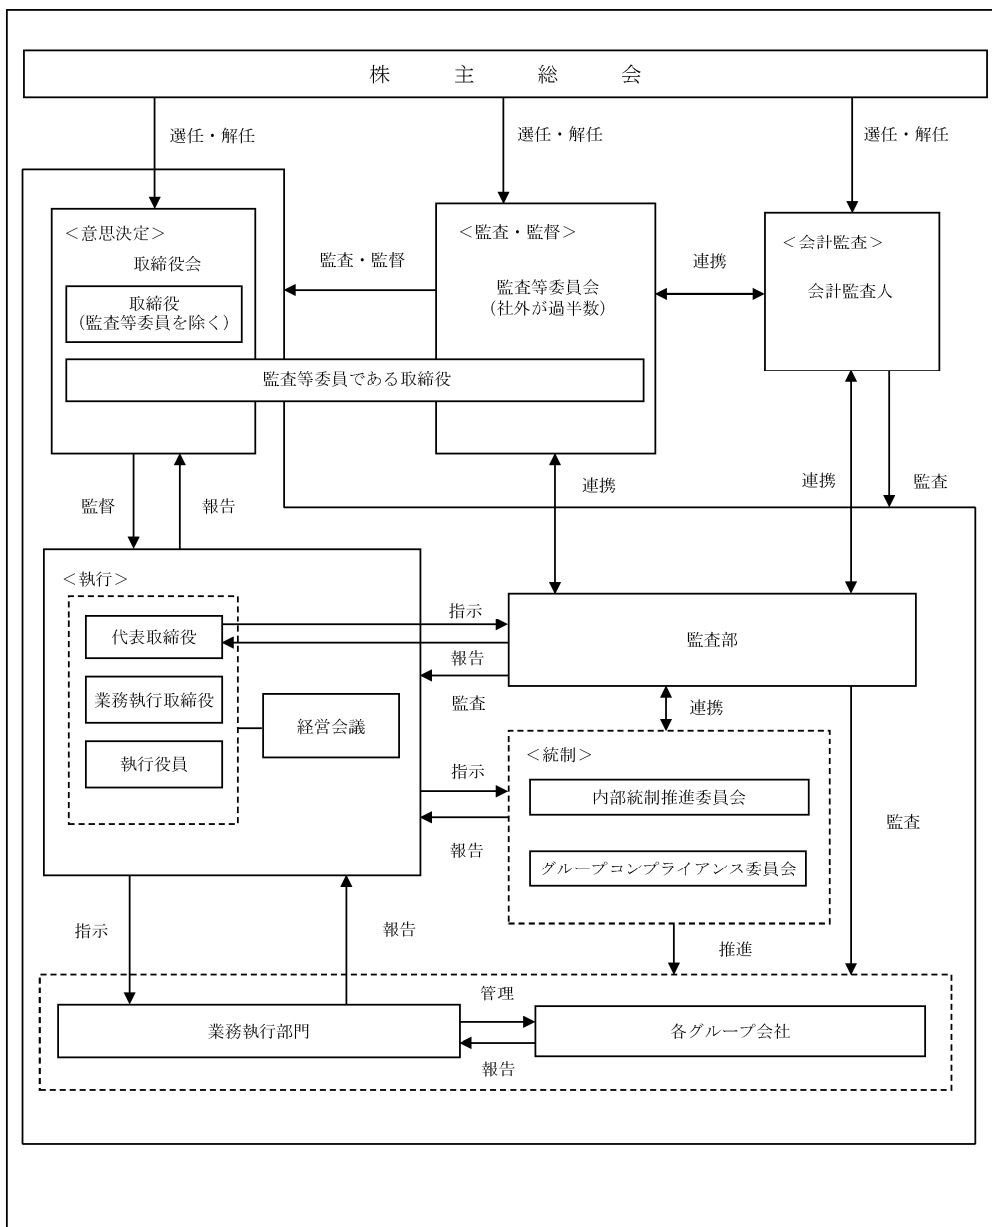 株主総会
選任・解任
選任・解任
選任・解任
＜意思決定＞
取締役会
取締役
（監査等委員を除く）
監査・監督
＜監査・監督＞
監査等委員会
（社外が過半数）
連携
＜会計監査＞
会計監査人
監査等委員である取締役
監督
報告
連携
連携
監査
＜執行＞
代表取締役
業務執行取締役
執行役員
経営会議
指示
報告
監査
監査部
連携
指示
報告
＜統制＞
内部統制推進委員会
グループコンプライアンス委員会
監査
指示
報告
推進
業務執行部門
管理
報告
各グループ会社